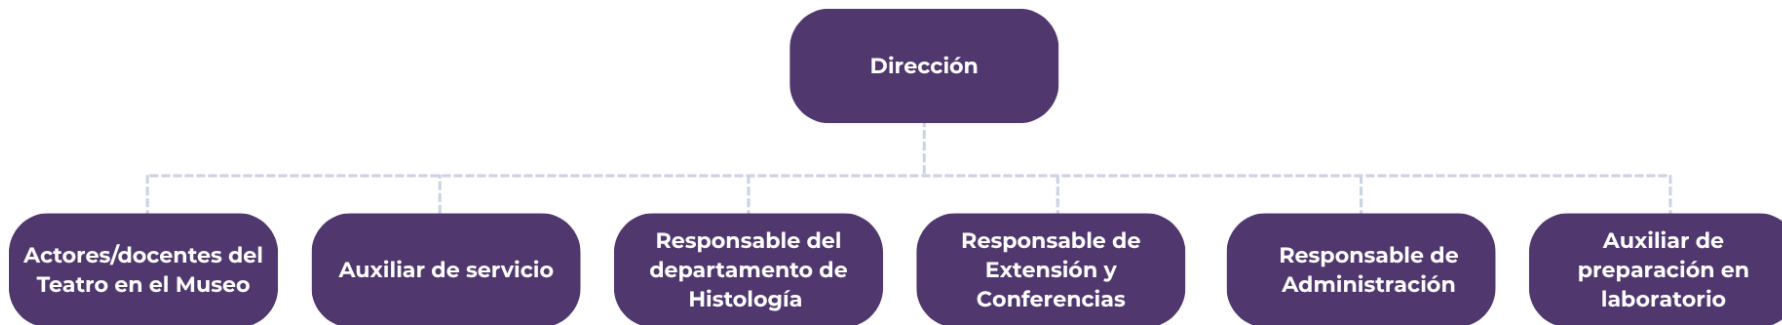 Dirección
Actores/docentes del
Teatro en el Museo
Auxiliar de servicio
Responsable del
departamento de
Histología
Responsable de
Extensión y
Conferencias
Responsable de
Administración
Auxiliar de
preparación en
laboratorio